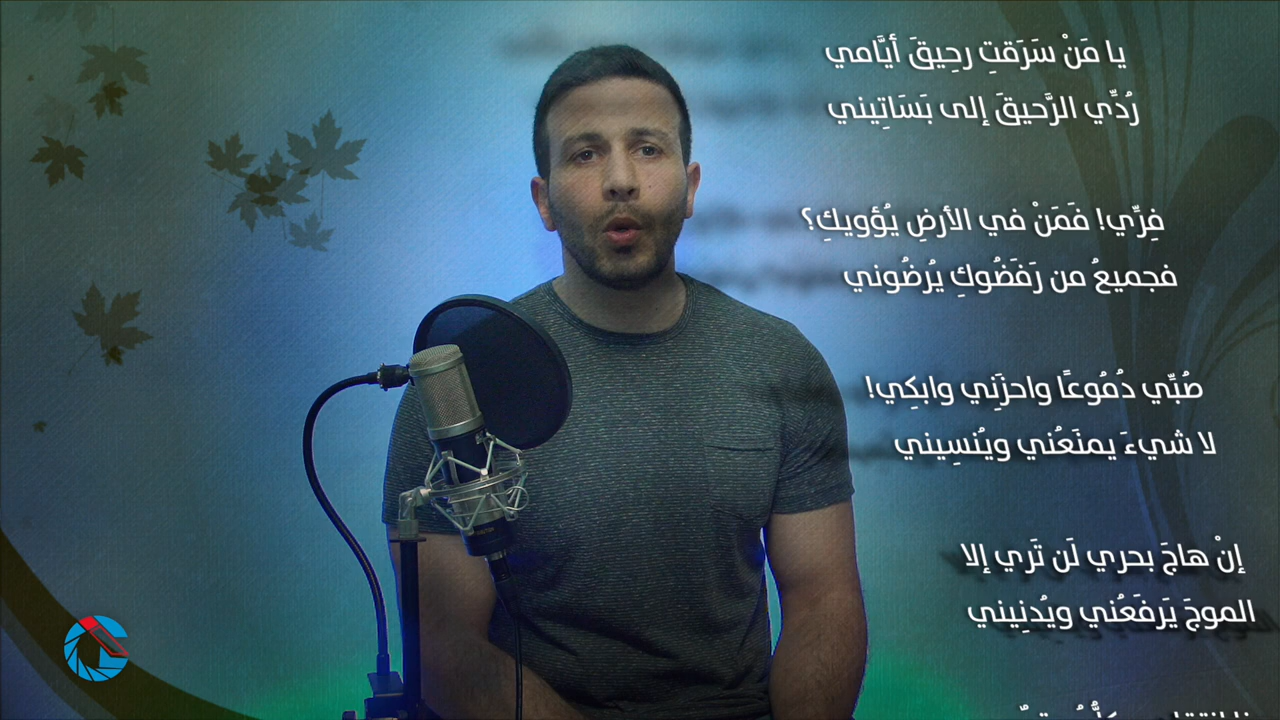 يا مَنْ سَرَقتِ رحِيقَ أيَّامي
رُدِّي الرَّحيقَ إلى بَسَاتِيني
فِرِّي! فَمَنْ في الأرضِ يُؤويكِ؟
فجميعُ من رَفَضُوكِ يُرضُوني
صُبِّي دُمُوعًا واحزَنِي وابكِي!
لا شيءَ يمنَعُني ويُنسِيني
إنْ هاجَ بحري لَن تَري إلا
الموجَ يَرفَعُني ويُدنِيني